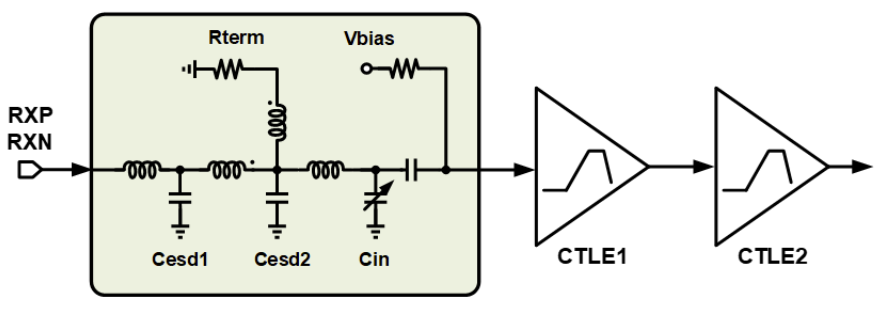 Rterm
Vbias
RXP
RXN
Cesd1
Cesd2
Cin
CTLE1
CTLE2